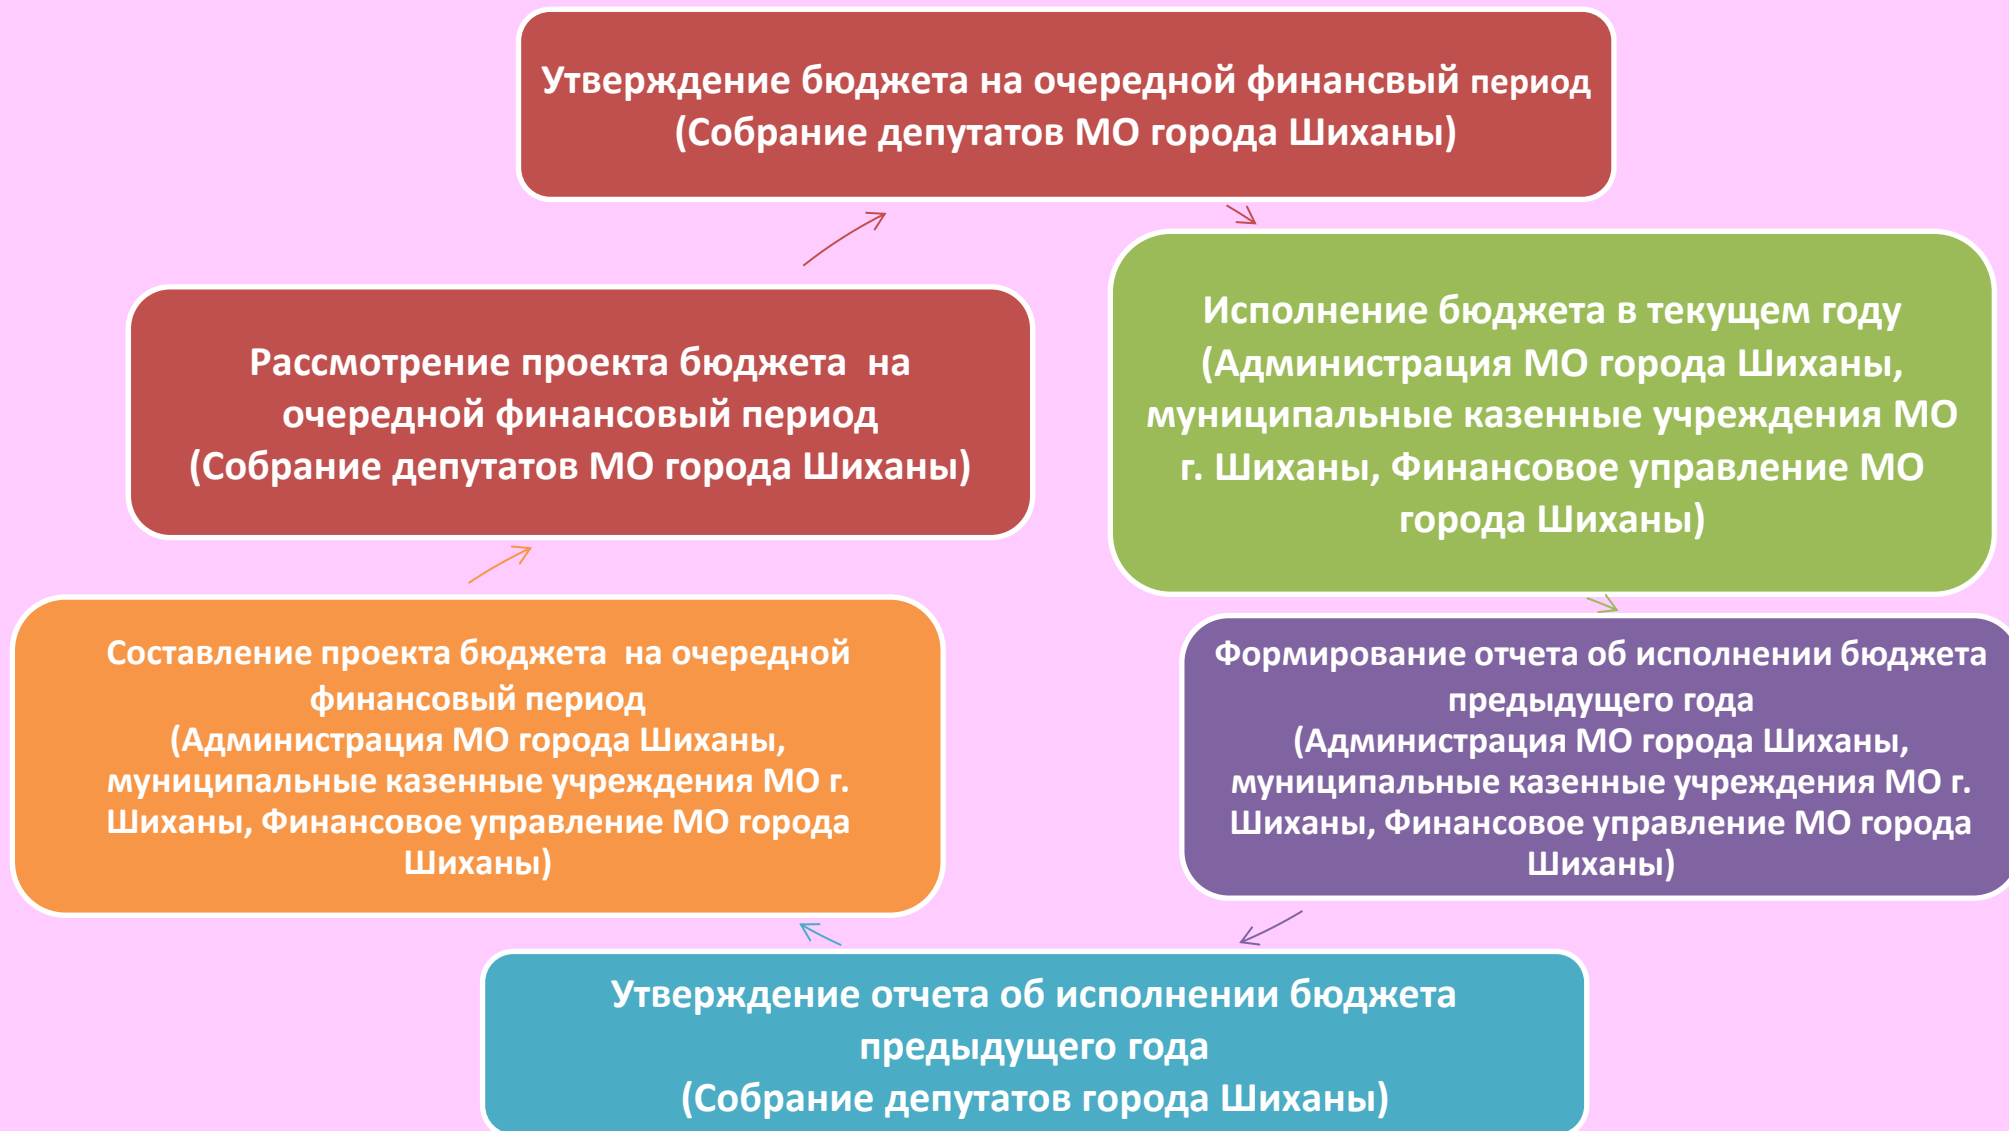 Утверждение бюджета на очередной финансвый период
(Собрание депутатов МО города Шиханы)
Исполнение бюджета в текущем году
(Администрация МО города Шиханы,
муниципальные казенные учреждения МО
г. Шиханы, Финансовое управление МО
города Шиханы)
Рассмотрение проекта бюджета  на
очередной финансовый период
(Собрание депутатов МО города Шиханы)
Составление проекта бюджета  на очередной
финансовый период
(Администрация МО города Шиханы,
муниципальные казенные учреждения МО г.
Шиханы, Финансовое управление МО города
Шиханы)
Формирование отчета об исполнении бюджета
предыдущего года
(Администрация МО города Шиханы,
муниципальные казенные учреждения МО г.
Шиханы, Финансовое управление МО города
Шиханы)
Утверждение отчета об исполнении бюджета
предыдущего года
(Собрание депутатов города Шиханы)